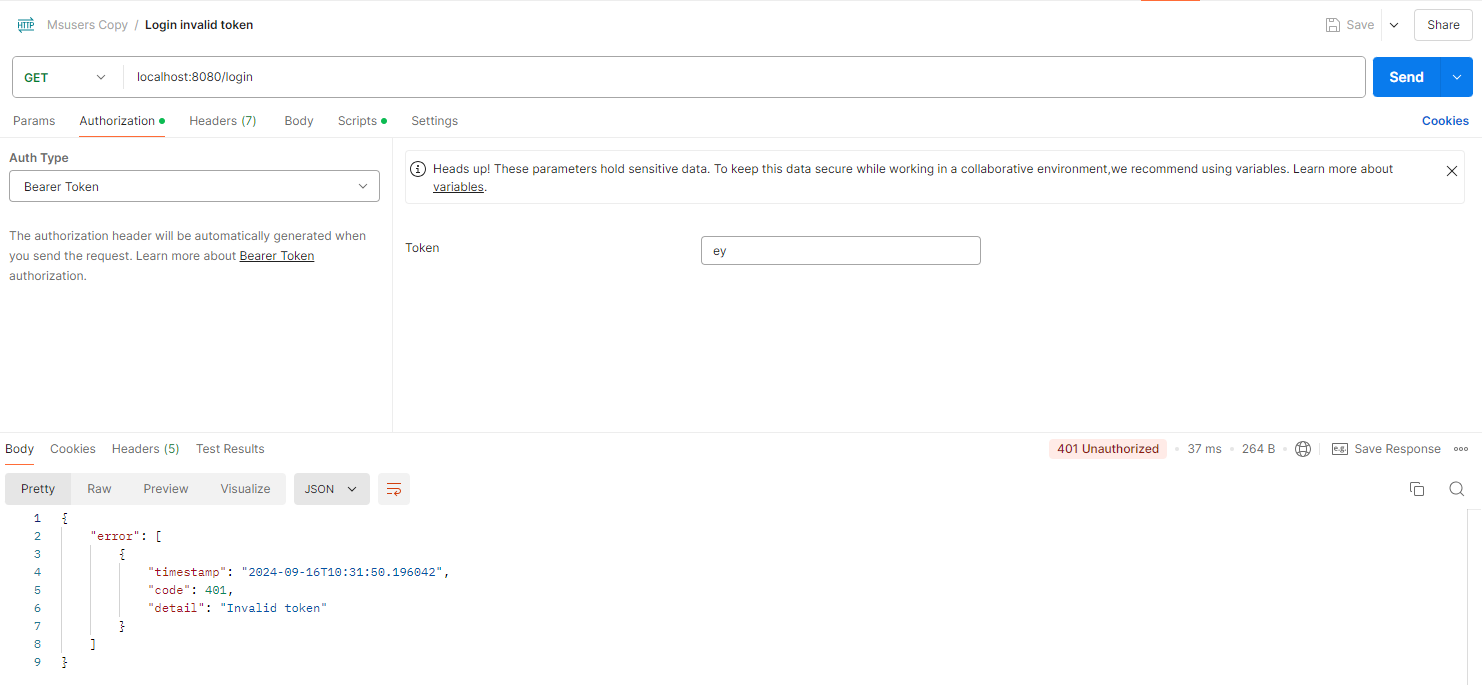 HTTP Msusers Copy / Login invalid token Save Share
GET localhost:8080/login Send
Params Authorization Headers (7) Body Scripts Settings Cookies
Auth Type
Bearer Token
The authorization header will be automatically generated when
you send the request. Learn more about Bearer Token
authorization.
Heads up! These parameters hold sensitive data. To keep this data secure while working in a collaborative environment,we recommend using variables. Learn more about
variables.
Token ey
Body Cookies Headers (5) Test Results 401 Unauthorized 37 ms 264 B e.g. Save Response
Pretty Raw Preview Visualize JSON
1 {
2 "error": [
3 {
4 "timestamp": "2024-09-16T10:31:50.196042",
5 "code": 401,
6 "detail": "Invalid token"
7 }
8 ]
9 }